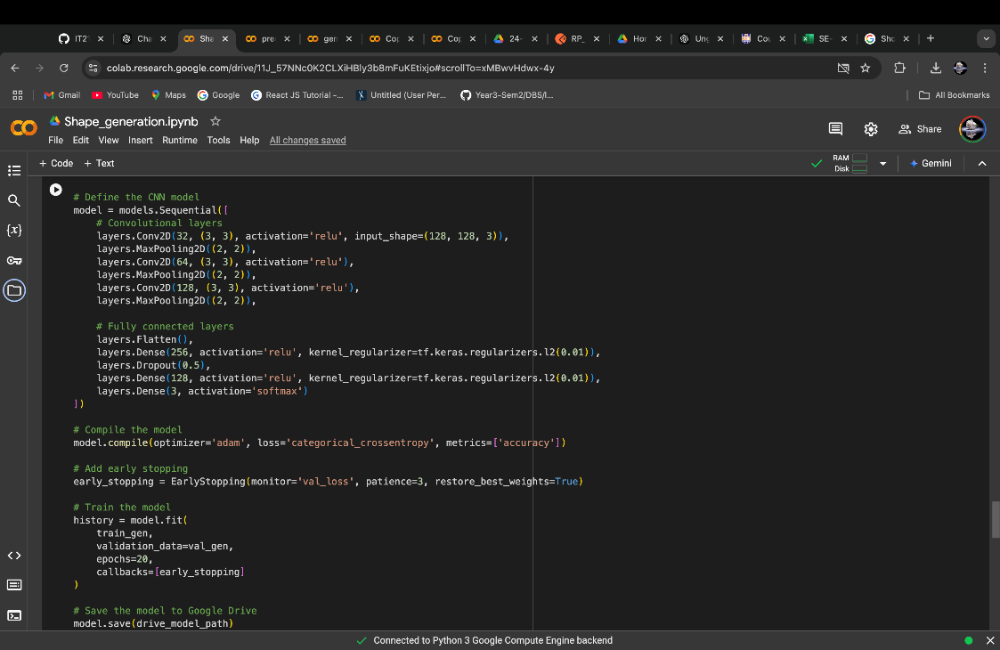 IT2
Cha
Sha
pre
gen
Cop
Cop
24-
RP_
Hor
Ung
Cou
SE-
Sho
colab.research.google.com/drive/11J_57NNc0K2CLXiHBly3b8mFuKEtixjo#scrollTo=xMBwvHdwx-4y
Gmail YouTube Maps Google React JS Tutorial -... Untitled (User Per... Year3-Sem2/DBS/l... All Bookmarks
Shape_generation.ipynb
File Edit View Insert Runtime Tools Help All changes saved
Share
+ Code + Text
RAM
Disk
Gemini
# Define the CNN model
model = models.Sequential([
# Convolutional layers
layers.Conv2D(32, (3, 3), activation='relu', input_shape=(128, 128, 3)),
layers.MaxPooling2D((2, 2)),
layers.Conv2D(64, (3, 3), activation='relu'),
layers.MaxPooling2D((2, 2)),
layers.Conv2D(128, (3, 3), activation='relu'),
layers.MaxPooling2D((2, 2)),
# Fully connected layers
layers.Flatten(),
layers.Dense(256, activation='relu', kernel_regularizer=tf.keras.regularizers.l2(0.01)),
layers.Dropout(0.5),
layers.Dense(128, activation='relu', kernel_regularizer=tf.keras.regularizers.l2(0.01)),
layers.Dense(3, activation='softmax')
])
# Compile the model
model.compile(optimizer='adam', loss='categorical_crossentropy', metrics=['accuracy'])
# Add early stopping
early_stopping = EarlyStopping(monitor='val_loss', patience=3, restore_best_weights=True)
# Train the model
history = model.fit(
train_gen,
validation_data=val_gen,
epochs=20,
callbacks=[early_stopping]
)
# Save the model to Google Drive
model.save(drive_model_path)
Connected to Python 3 Google Compute Engine backend